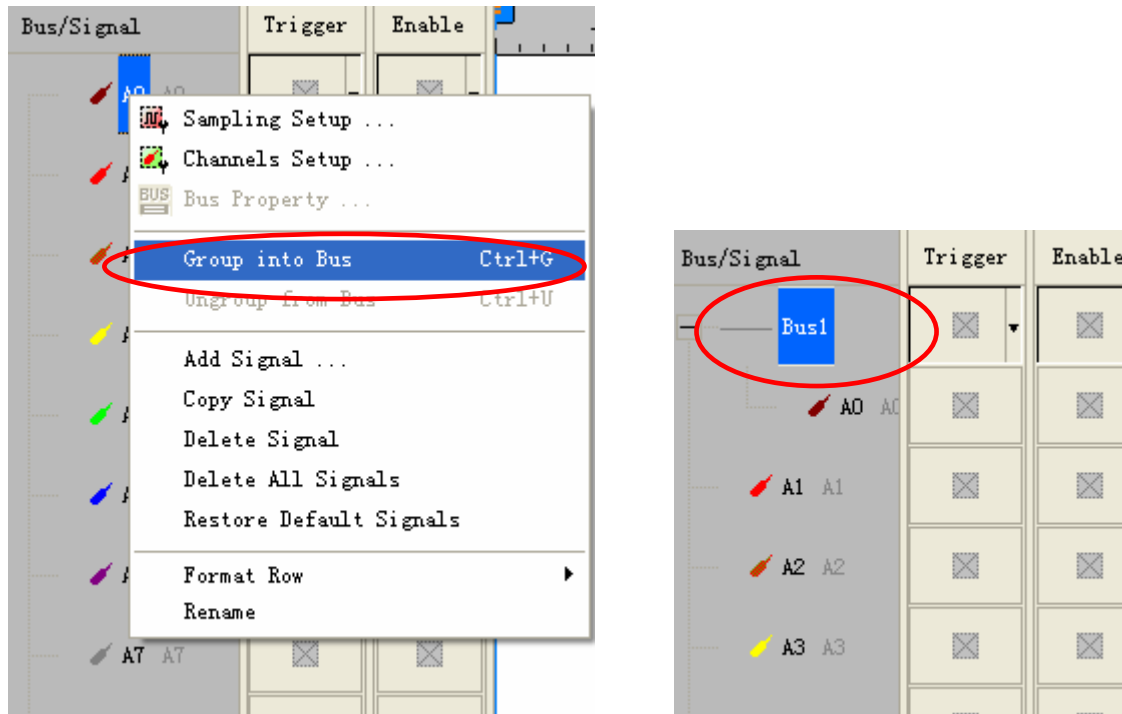 Bus/Signal Trigger Enable
A0 A0
Sampling Setup ...
Channels Setup ...
BUS Bus Property ...
Group into Bus Ctrl+G
Ungroup from Bus Ctrl+U
Add Signal ...
Copy Signal
Delete Signal
Delete All Signals
Restore Default Signals
Format Row
Rename
A7 A7
Bus/Signal Trigger Enable
Bus1
A0 A0
A1 A1
A2 A2
A3 A3